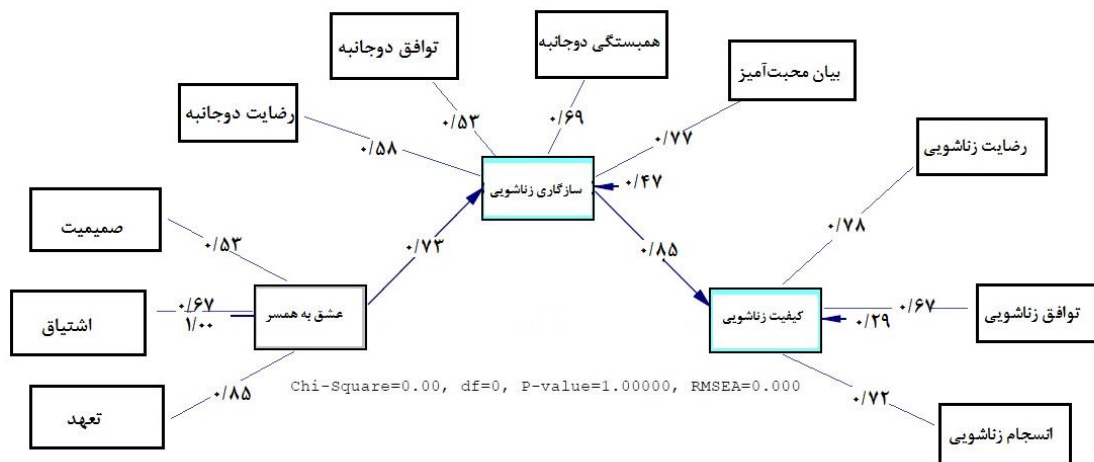 همبستگی دوجانبه
توافق دوجانبه
بیان محبت‌آمیز
رضایت دوجانبه
۰/۵۳
۰/۶۹
۰/۷۷
۰/۵۸
رضایت زناشویی
سازگاری زناشویی
۰/۴۷
صمیمیت
۰/۵۳
۰/۷۳
۰/۸۵
۰/۷۸
اشتیاق
۰/۶۷
۱/۰۰
عشق به همسر
کیفیت زناشویی
۰/۶۷
۰/۲۹
توافق زناشویی
تعهد
۰/۸۵
Chi-Square=0.00, df=0, P-value=1.00000, RMSEA=0.000
۰/۷۲
انسجام زناشویی